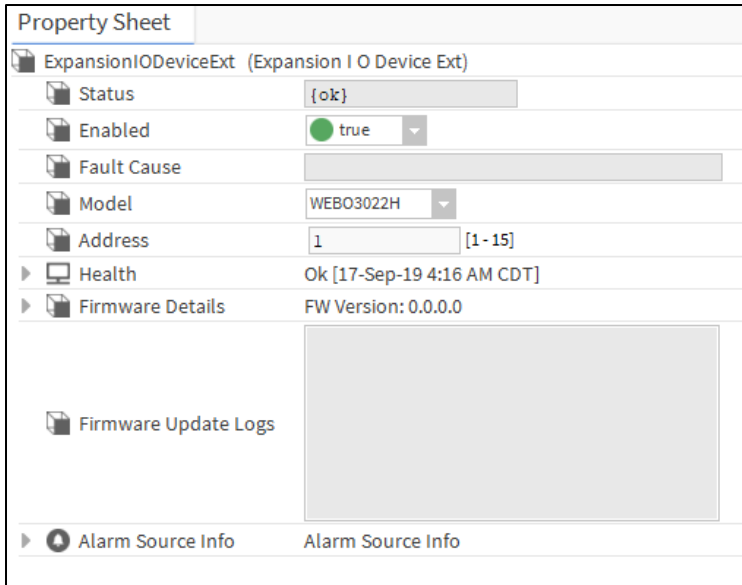 Property Sheet
ExpansionIODeviceExt (Expansion I O Device Ext)
Status {ok}
Enabled true
Fault Cause
Model WEBO3022H
Address 1 [1-15]
Health Ok [17-Sep-19 4:16 AM CDT]
Firmware Details FW Version: 0.0.0.0
Firmware Update Logs
Alarm Source Info Alarm Source Info